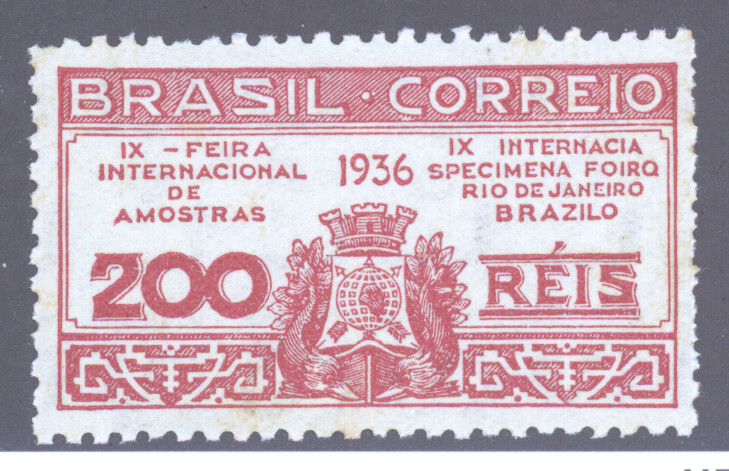 BRASIL · CORREIO
IX - FEIRA
INTERNACIONAL
DE
AMOSTRAS
1936
IX INTERNACIA
SPECIMENA FOIRO
RIO DE JANEIRO
BRAZILO
200 RÉIS